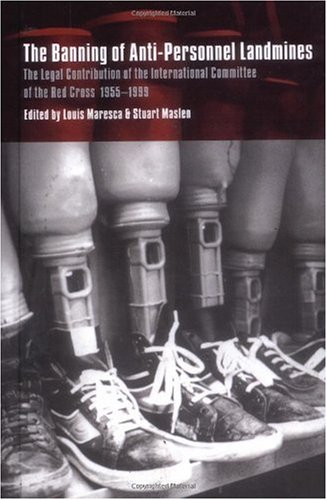 The Banning of Anti-Personnel Landmines
The Legal Contribution of the International Committee
of the Red Cross 1955–1999
Edited by Louis Maresca & Stuart Maslen